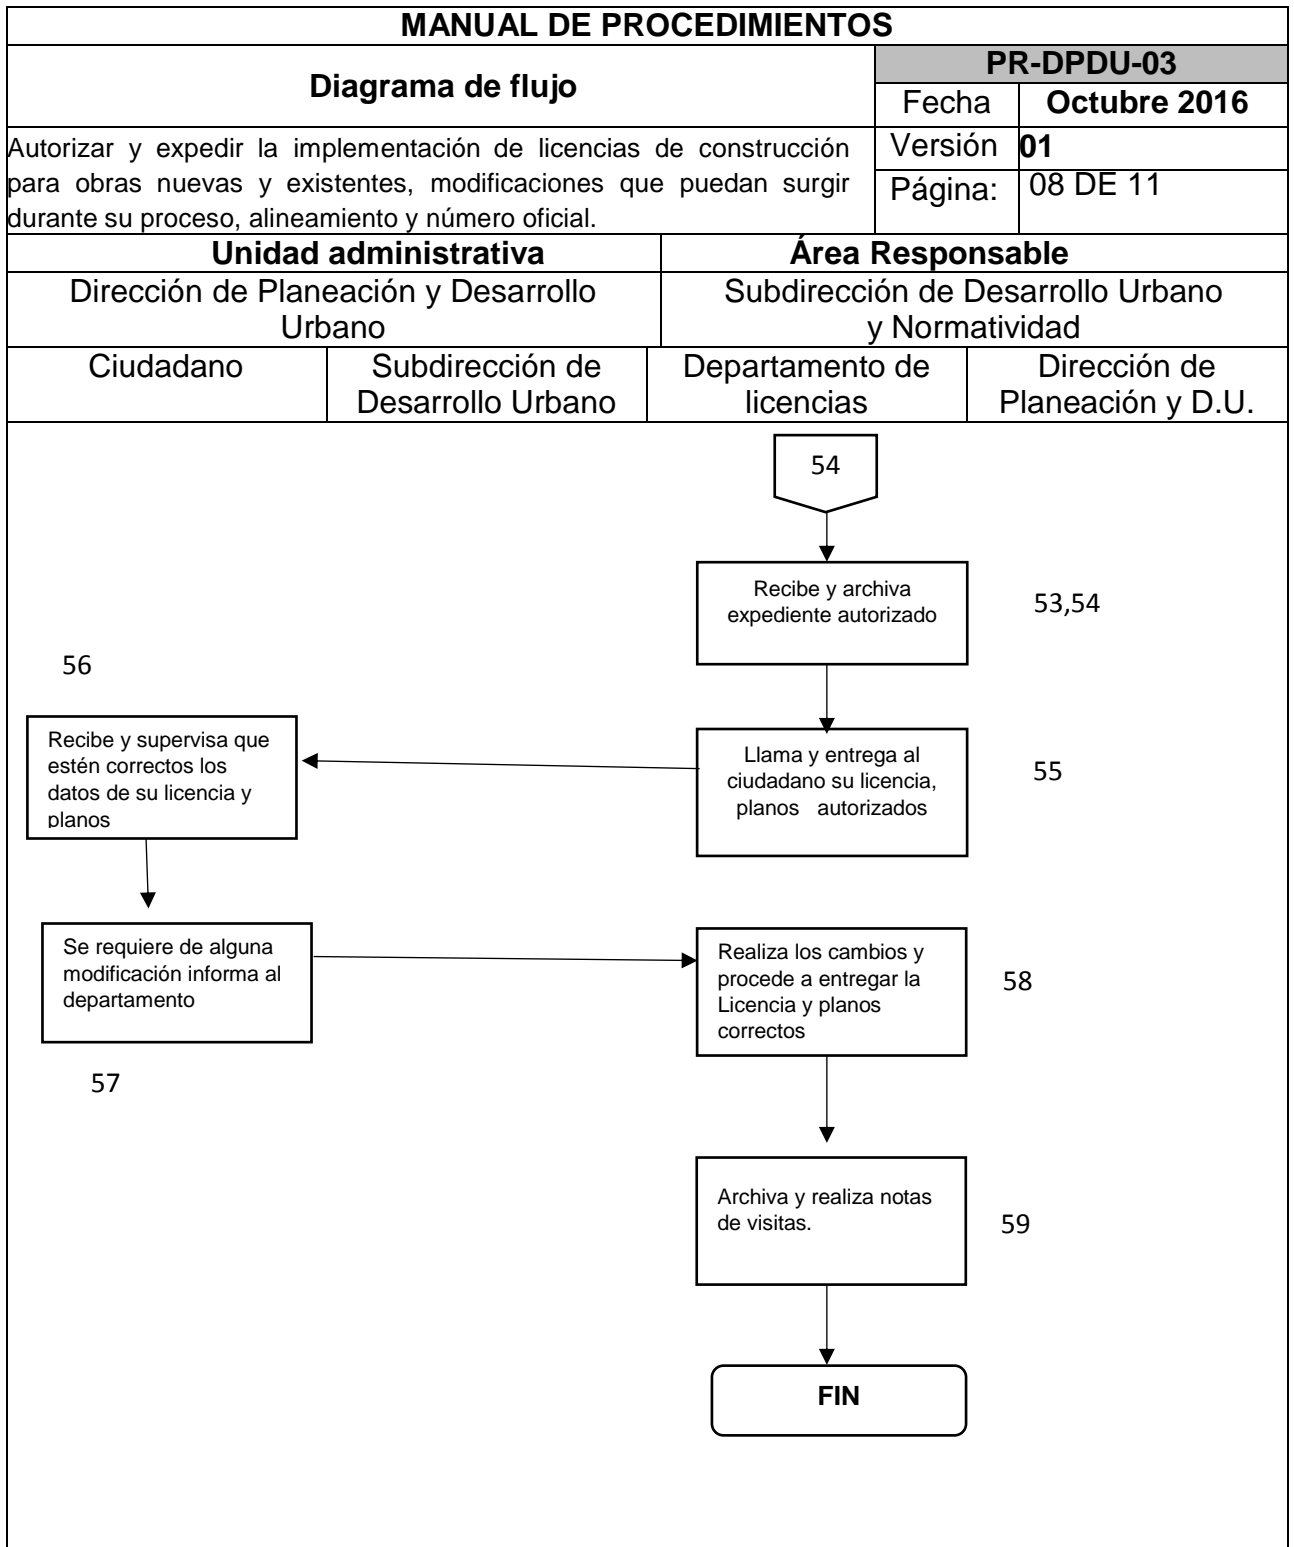 MANUAL DE PROCEDIMIENTOS
Diagrama de flujo
PR-DPDU-03
Fecha
Octubre 2016
Autorizar y expedir la implementación de licencias de construcción
para obras nuevas y existentes, modificaciones que puedan surgir
durante su proceso, alineamiento y número oficial.
Versión
01
Página:
08 DE 11
Unidad administrativa
Área Responsable
Dirección de Planeación y Desarrollo
Urbano
Subdirección de Desarrollo Urbano
y Normatividad
Ciudadano
Subdirección de
Desarrollo Urbano
Departamento de
licencias
Dirección de
Planeación y D.U.
54
Recibe y archiva
expediente autorizado
53,54
56
Recibe y supervisa que
estén correctos los
datos de su licencia y
planos
Llama y entrega al
ciudadano su licencia,
planos autorizados
55
Se requiere de alguna
modificación informa al
departamento
57
Realiza los cambios y
procede a entregar la
Licencia y planos
correctos
58
Archiva y realiza notas
de visitas.
59
FIN